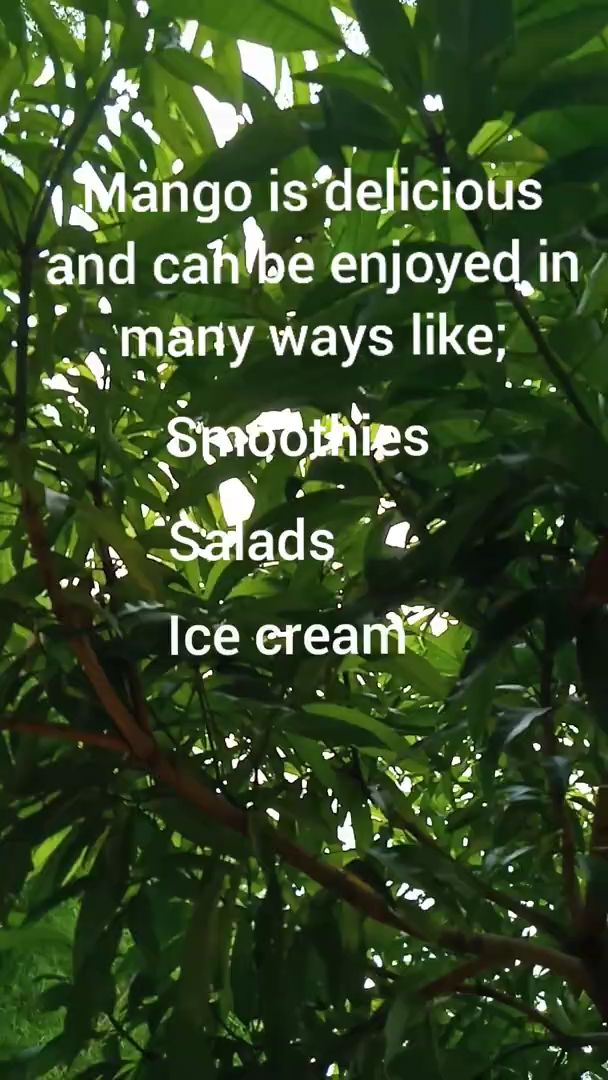 Mango is delicious
and can be enjoyed in
many ways like;
Smoothies
Salads
Ice cream